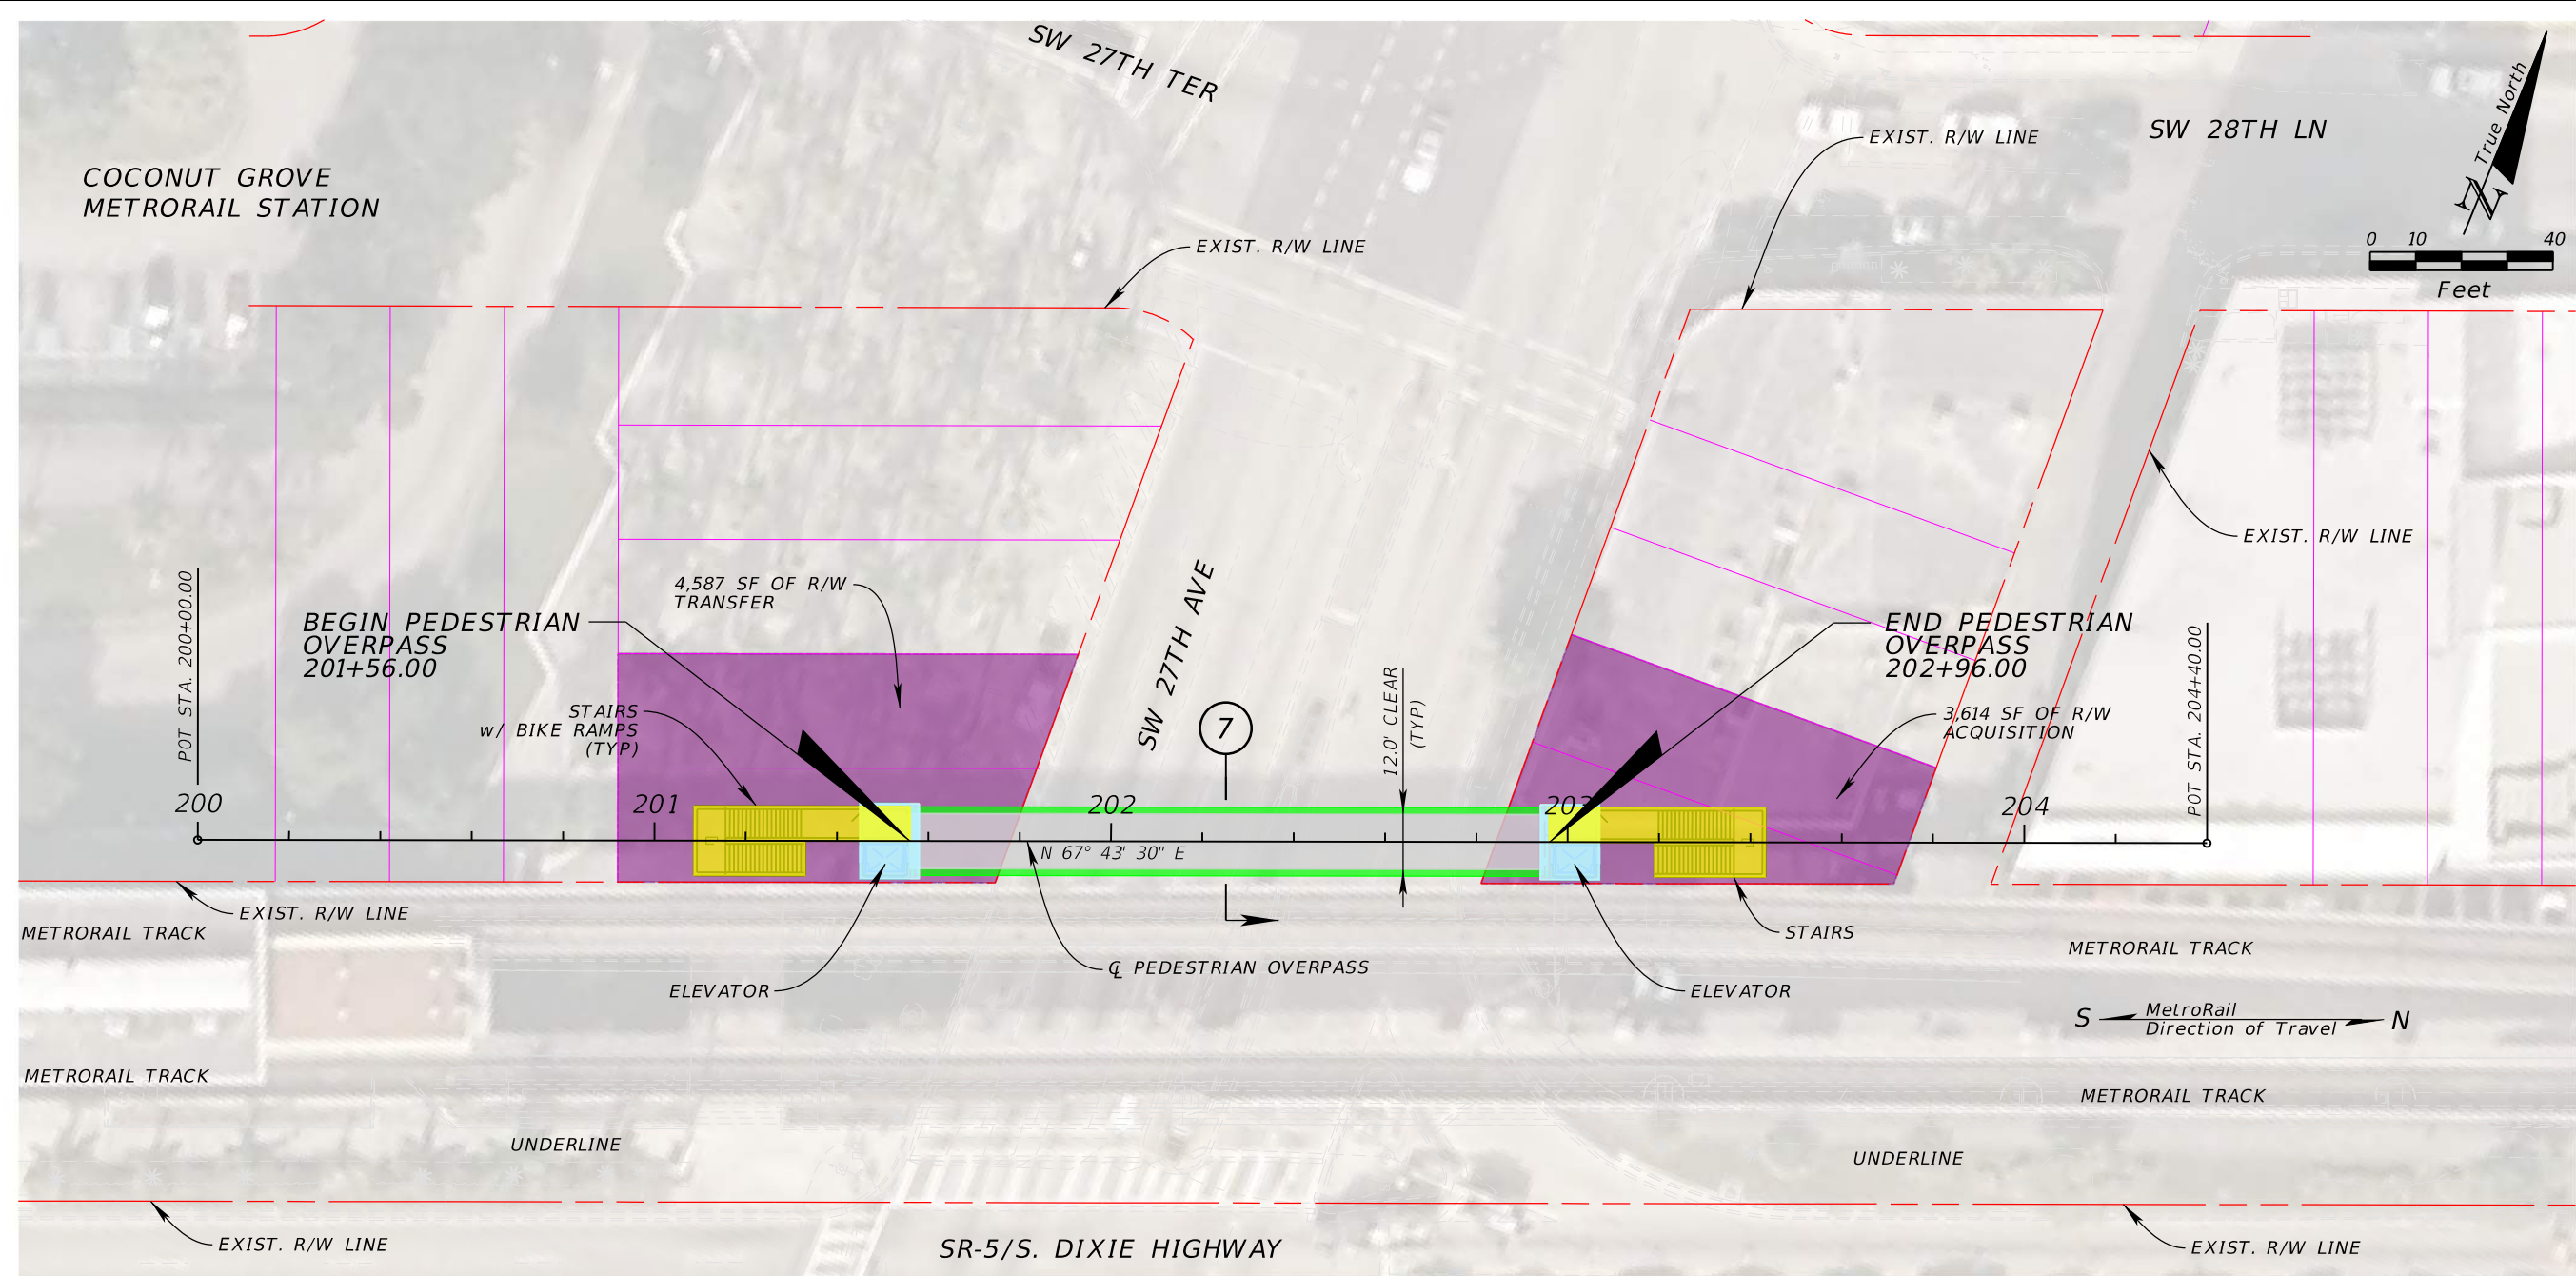 SW 27TH TER
True North
N
EXIST. R/W LINE
SW 28TH LN
COCONUT GROVE
METRORAIL STATION
0 10 40
Feet
EXIST. R/W LINE
EXIST. R/W LINE
4,587 SF OF R/W
TRANSFER
BEGIN PEDESTRIAN
OVERPASS
201+56.00
END PEDESTRIAN
OVERPASS
202+96.00
POT STA. 200+00.00
SW 27TH AVE
POT STA. 204+40.00
STAIRS
w/ BIKE RAMPS
(TYP)
7
12.0' CLEAR
(TYP)
3,614 SF OF R/W
ACQUISITION
200 201 202 203 204
N 67° 43' 30" E
EXIST. R/W LINE
METRORAIL TRACK
STAIRS
METRORAIL TRACK
℄ PEDESTRIAN OVERPASS
ELEVATOR
ELEVATOR
S MetroRail N
Direction of Travel
METRORAIL TRACK
METRORAIL TRACK
UNDERLINE
UNDERLINE
EXIST. R/W LINE
SR-5/S. DIXIE HIGHWAY
EXIST. R/W LINE